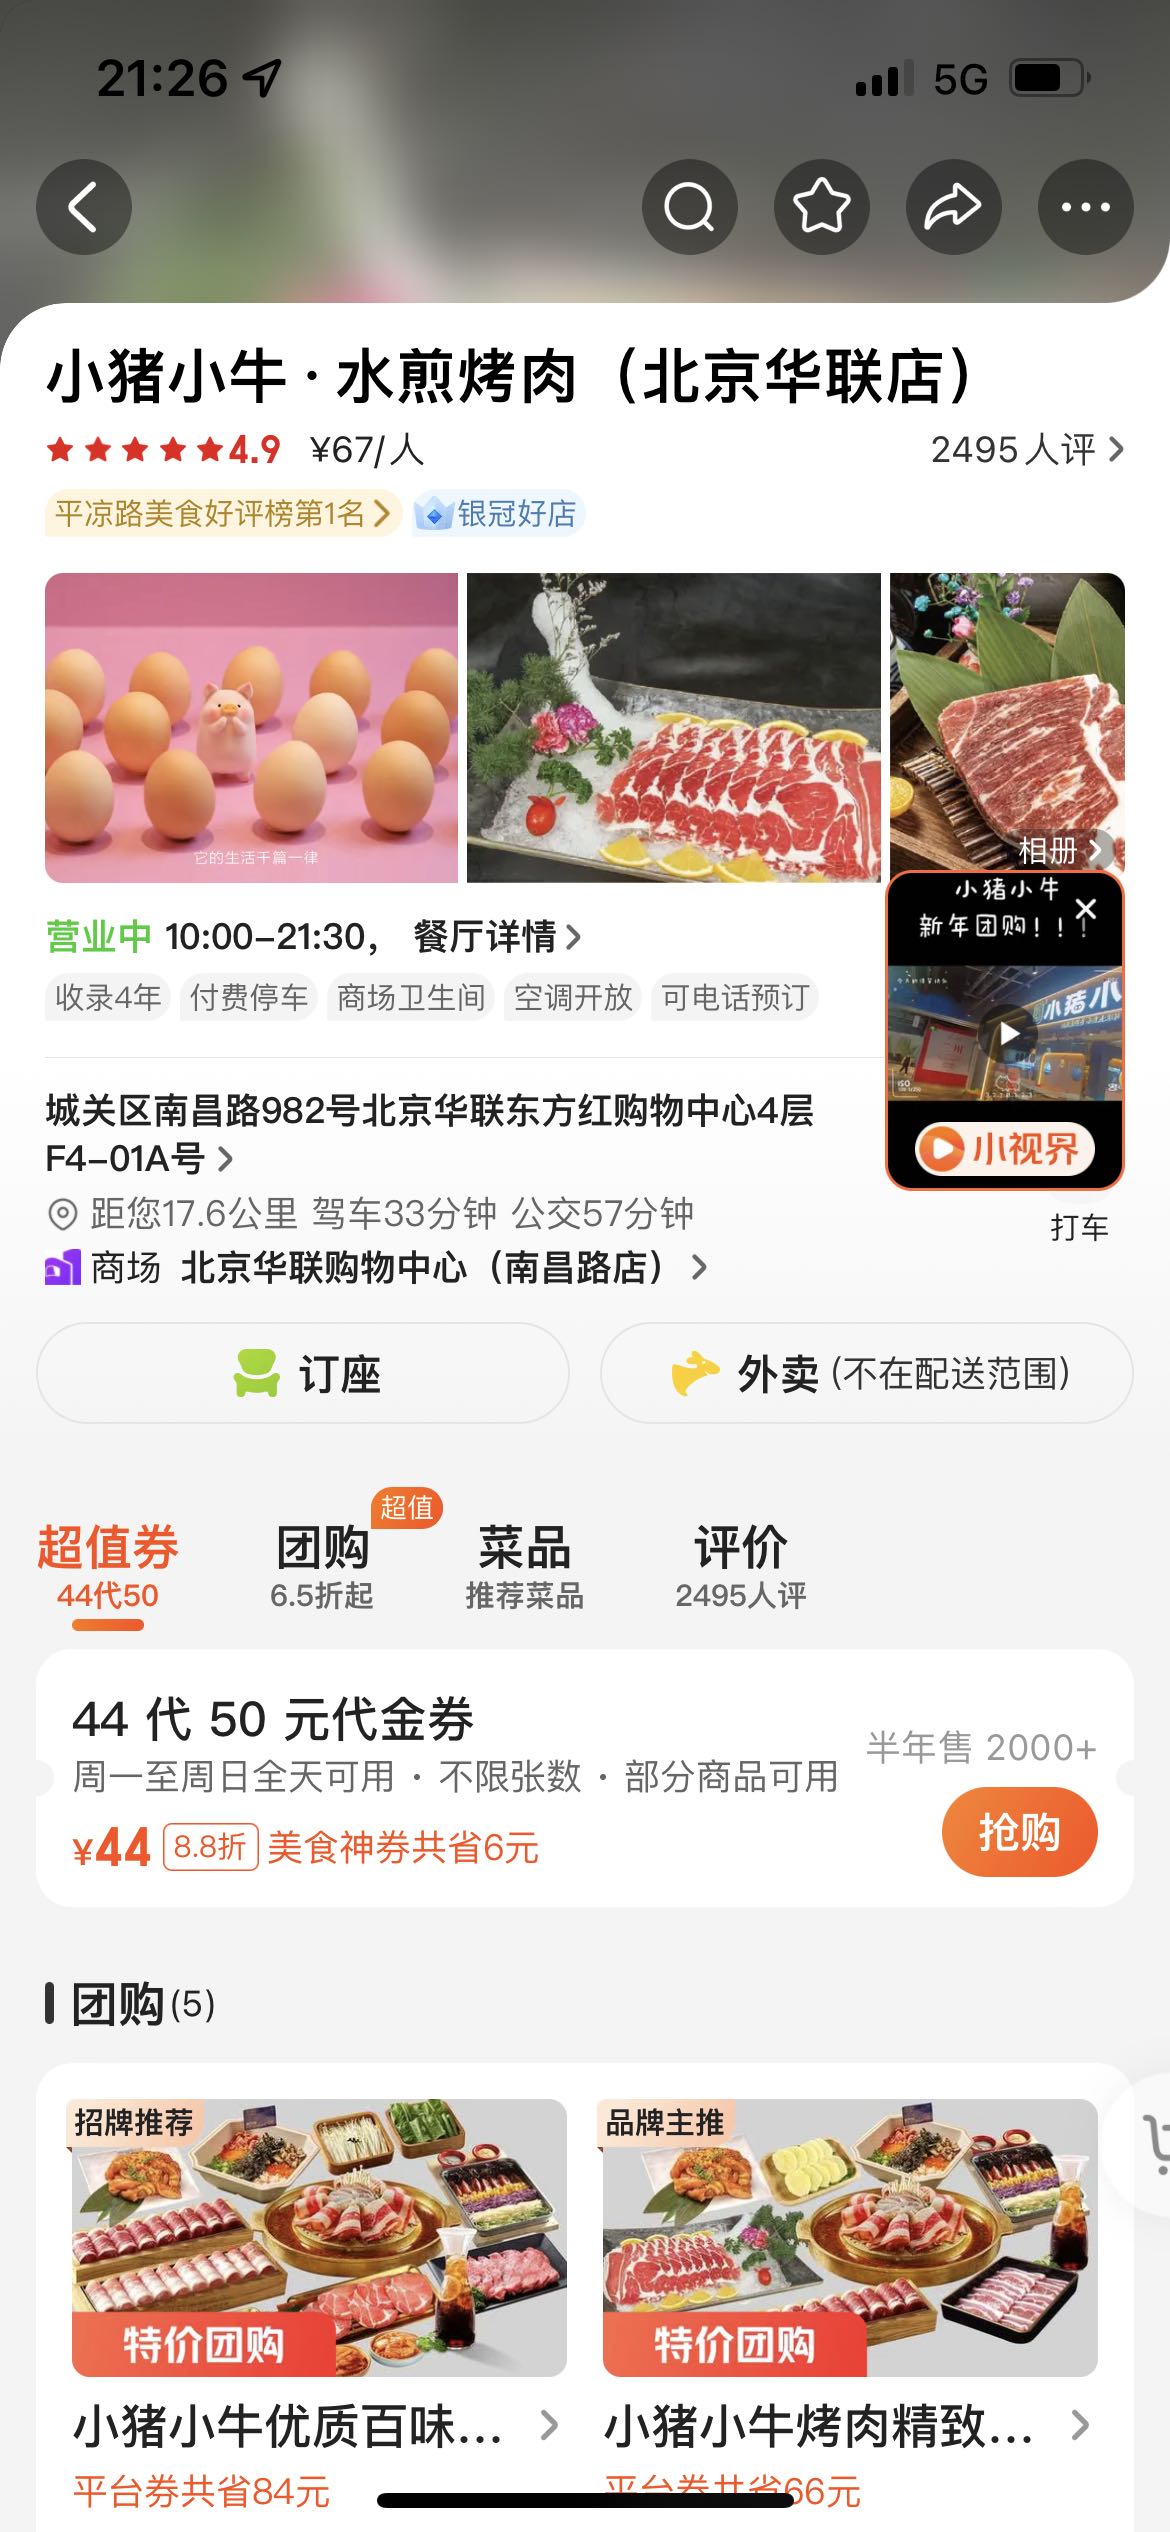 21:26
5G
小猪小牛·水煎烤肉（北京华联店）
4.9 ¥67/人
2495人评
平凉路美食好评榜第1名
银冠好店
它的生活千篇一律
相册
小猪小牛
新年团购！！！
营业中 10:00-21:30， 餐厅详情
收录4年 付费停车 商场卫生间 空调开放 可电话预订
小猪小
ISO
小视界
城关区南昌路982号北京华联东方红购物中心4层
F4-01A号
距您17.6公里 驾车33分钟 公交57分钟
打车
商场 北京华联购物中心（南昌路店）
订座
外卖(不在配送范围)
超值
超值券 团购 菜品 评价
44代50 6.5折起 推荐菜品 2495人评
44 代 50 元代金券
周一至周日全天可用 · 不限张数 · 部分商品可用
半年售 2000+
¥44 8.8折 美食神券共省6元
抢购
团购(5)
招牌推荐
品牌主推
特价团购
特价团购
小猪小牛优质百味...
小猪小牛烤肉精致...
平台券共省84元
平台券共省66元